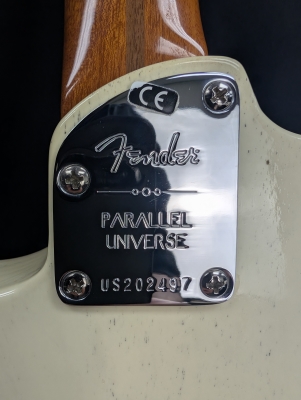 CE
Fender
PARALLEL
UNIVERSE
US202497